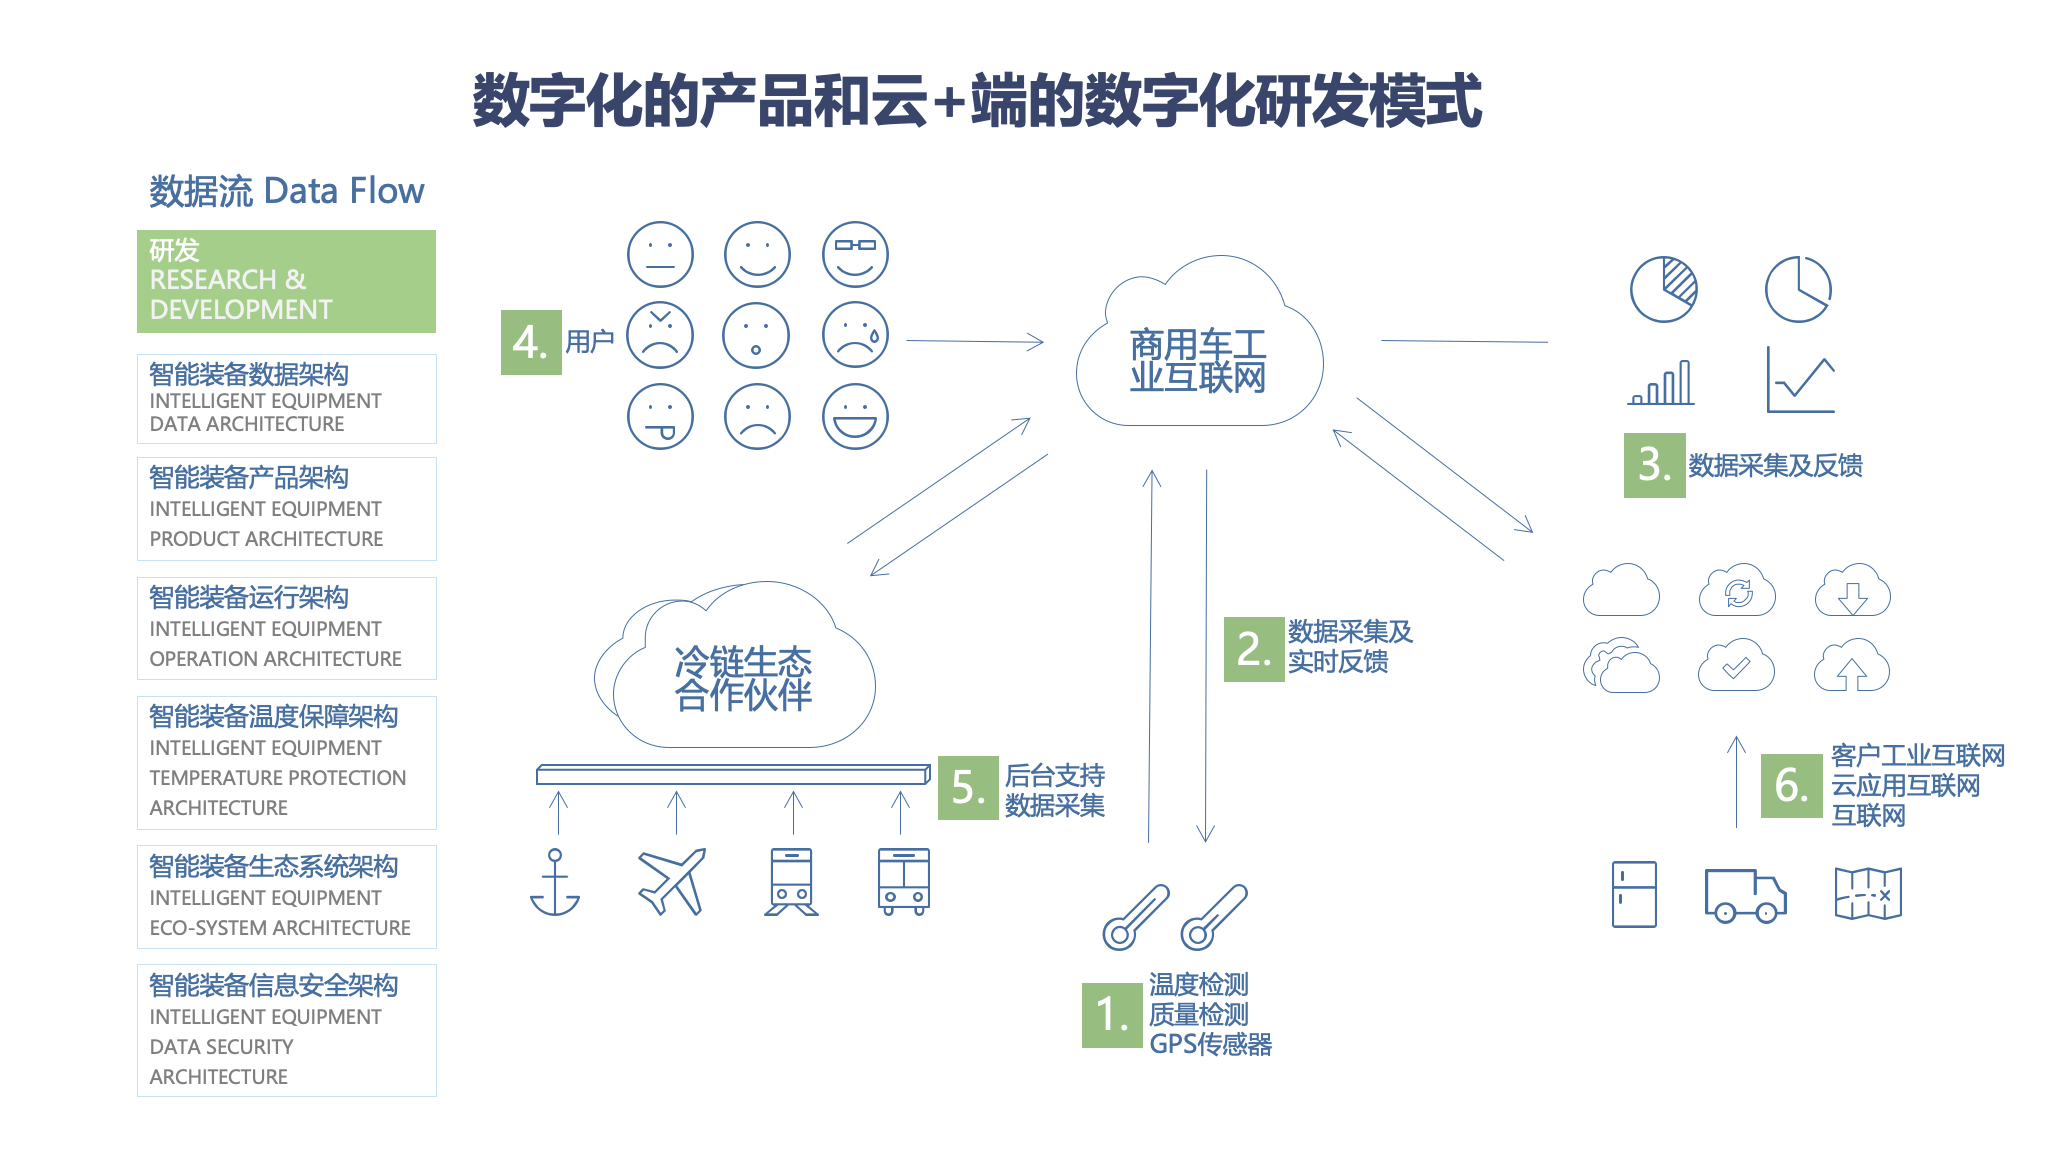 数字化的产品和云+端的数字化研发模式
数据流 Data Flow
研发
RESEARCH &
DEVELOPMENT
智能装备数据架构
INTELLIGENT EQUIPMENT
DATA ARCHITECTURE
智能装备产品架构
INTELLIGENT EQUIPMENT
PRODUCT ARCHITECTURE
智能装备运行架构
INTELLIGENT EQUIPMENT
OPERATION ARCHITECTURE
智能装备温度保障架构
INTELLIGENT EQUIPMENT
TEMPERATURE PROTECTION
ARCHITECTURE
智能装备生态系统架构
INTELLIGENT EQUIPMENT
ECO-SYSTEM ARCHITECTURE
智能装备信息安全架构
INTELLIGENT EQUIPMENT
DATA SECURITY
ARCHITECTURE
4. 用户
商用车工
业互联网
3. 数据采集及反馈
冷链生态
合作伙伴
2. 数据采集及
实时反馈
5. 后台支持
数据采集
6. 客户工业互联网
云应用互联网
互联网
1. 温度检测
质量检测
GPS传感器